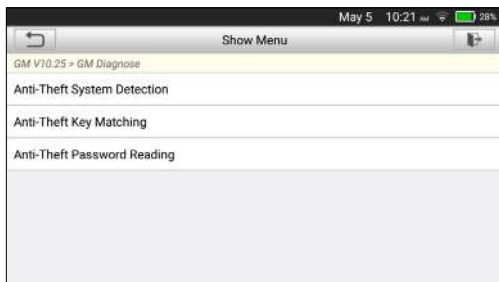 May 5 10:21 AM 28%
Show Menu
GM V10.25 > GM Diagnose
Anti-Theft System Detection
Anti-Theft Key Matching
Anti-Theft Password Reading